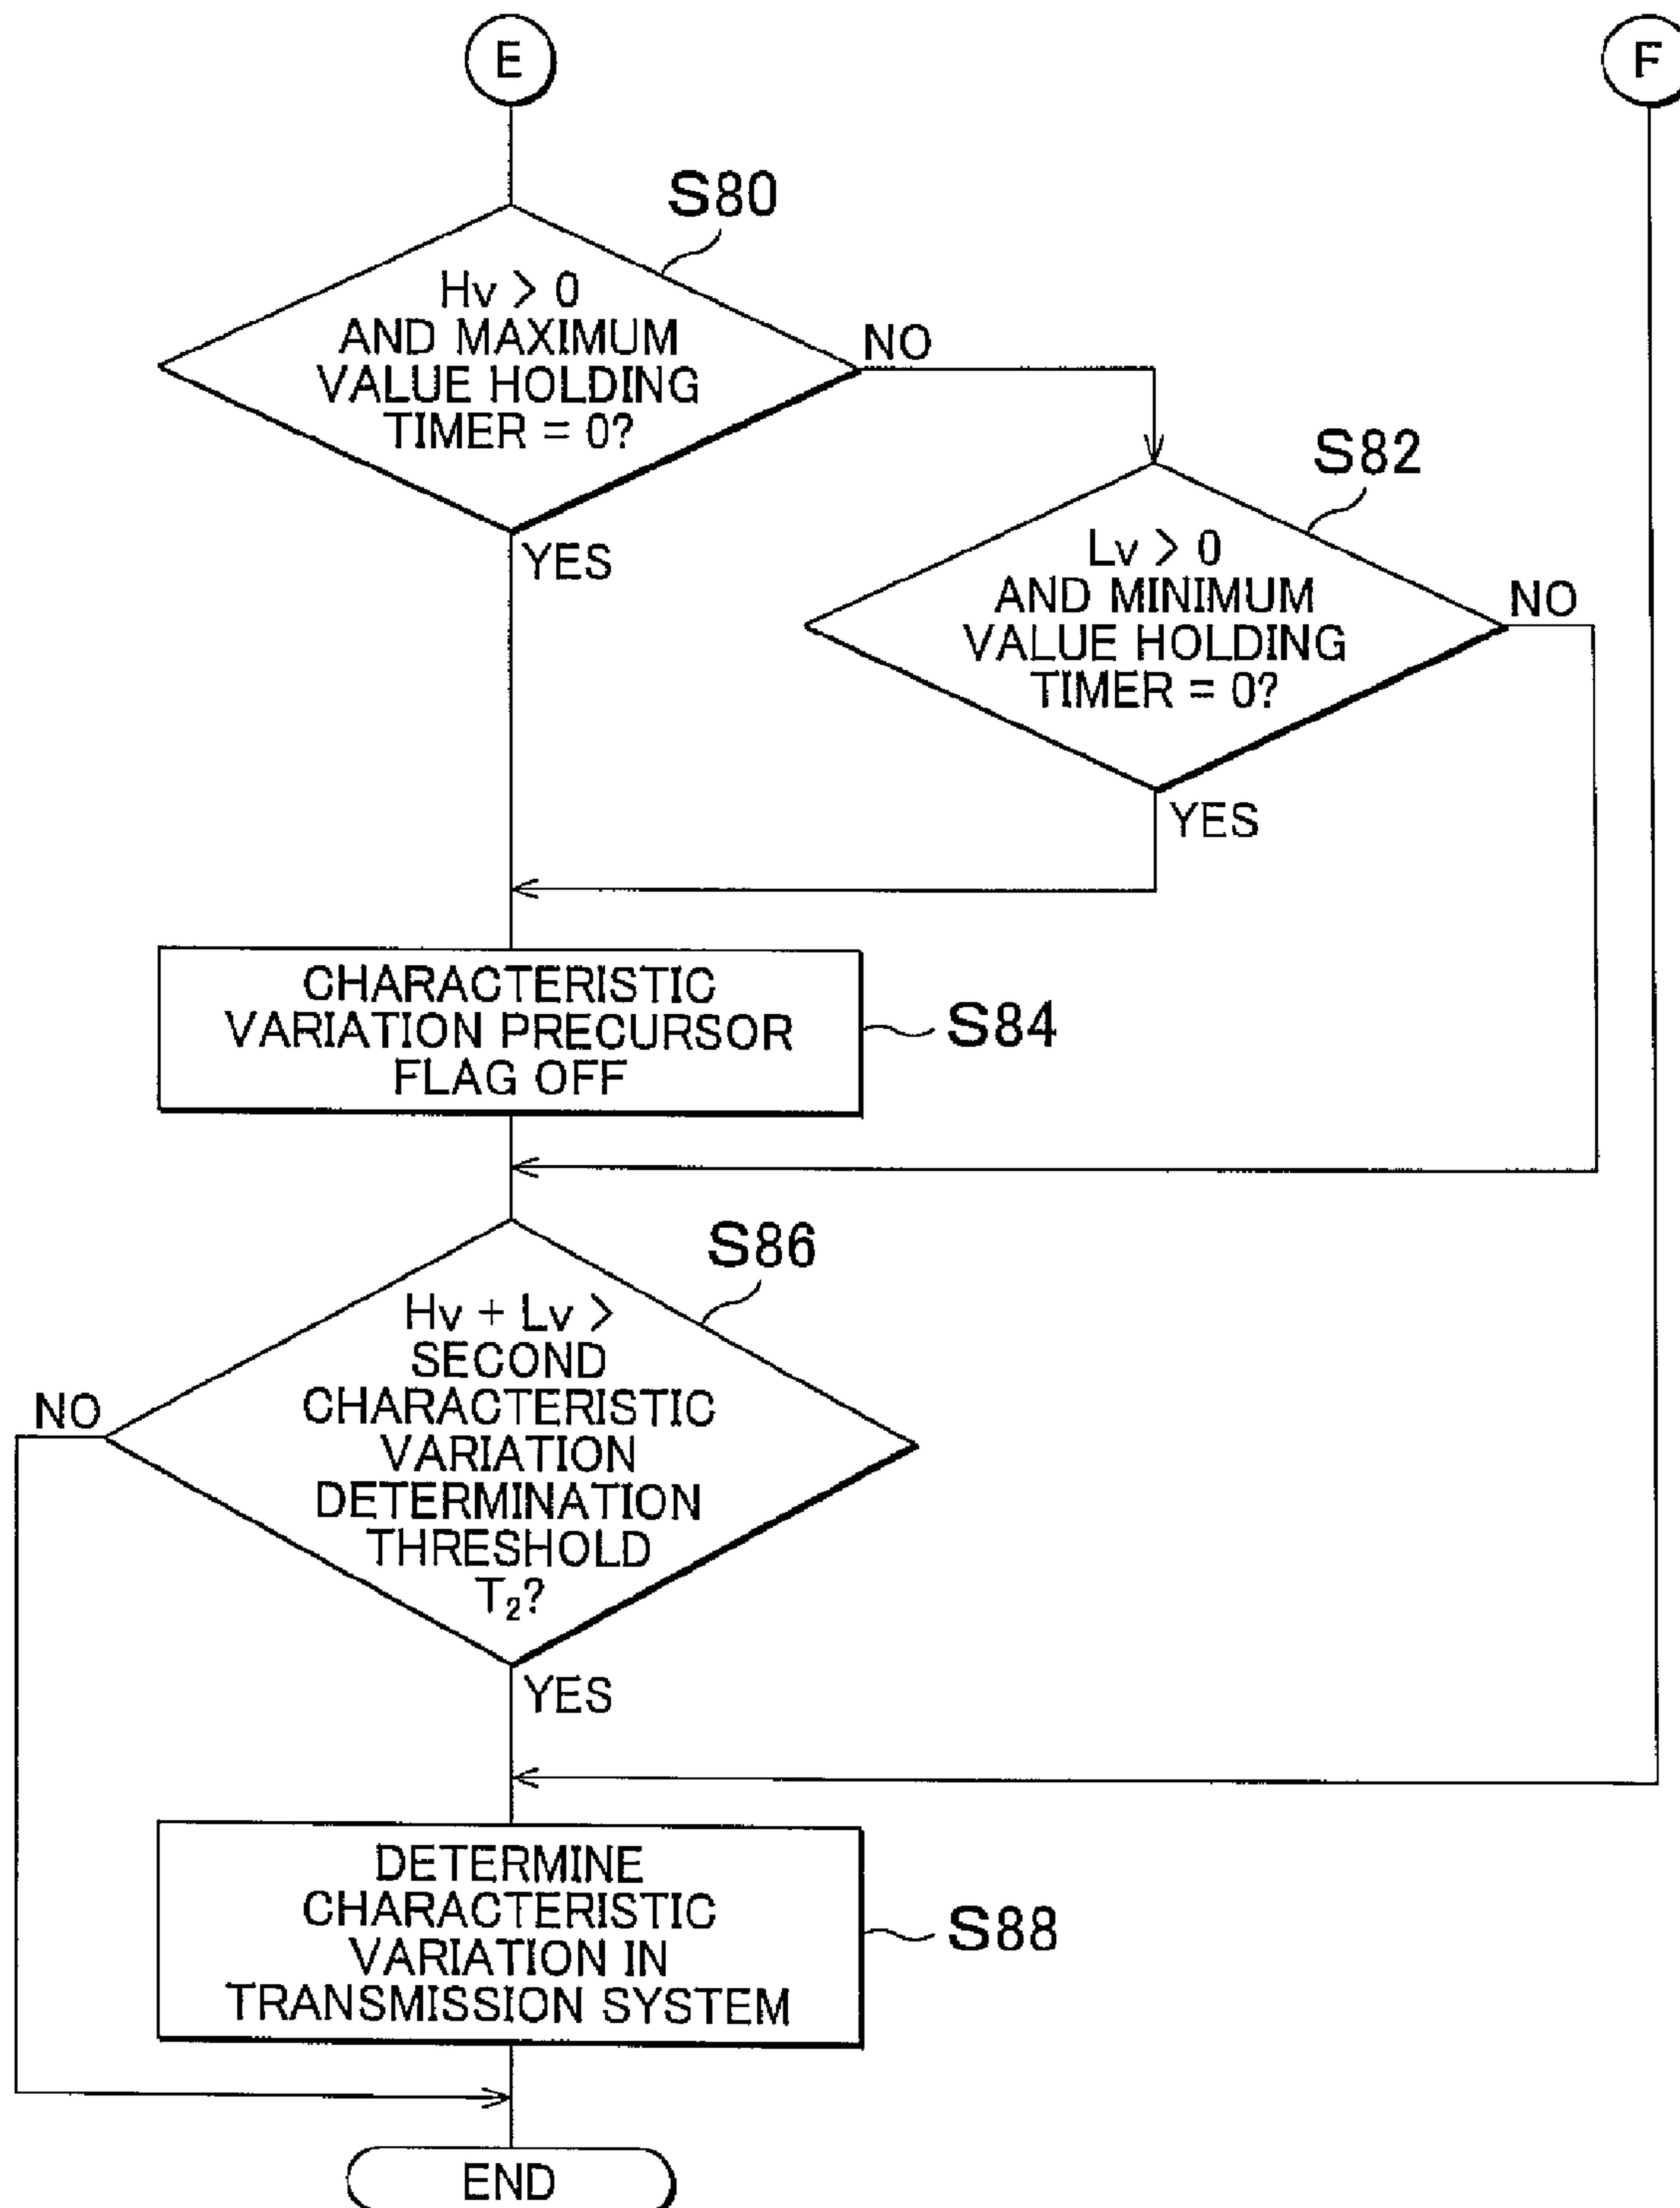 E
F
S80
Hv > 0
AND MAXIMUM
VALUE HOLDING
TIMER = 0?
NO
YES
S82
Lv > 0
AND MINIMUM
VALUE HOLDING
TIMER = 0?
NO
YES
CHARACTERISTIC
VARIATION PRECURSOR
FLAG OFF
S84
S86
Hv + Lv >
SECOND
CHARACTERISTIC
VARIATION
DETERMINATION
THRESHOLD
T₂?
NO
YES
DETERMINE
CHARACTERISTIC
VARIATION IN
TRANSMISSION SYSTEM
S88
END